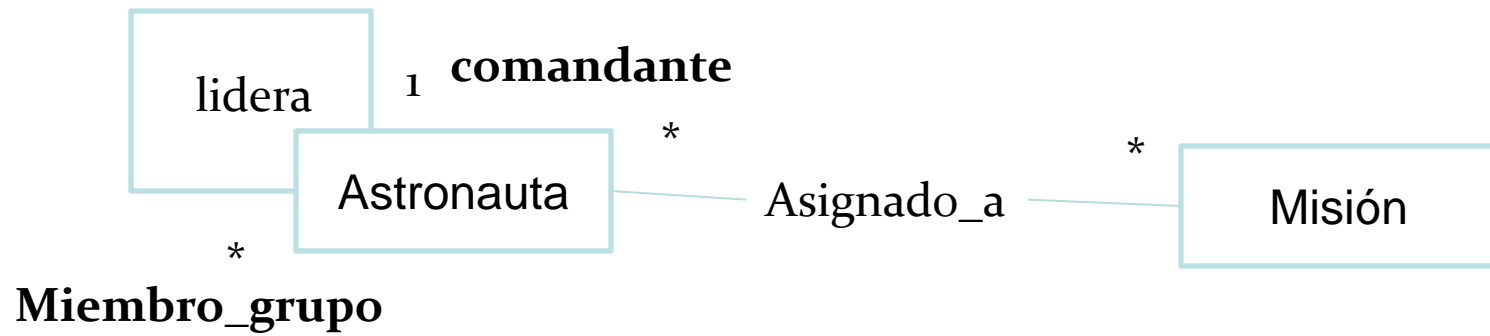 lidera
1 comandante
*
*
Astronauta
Asignado_a
Misión
*
Miembro_grupo